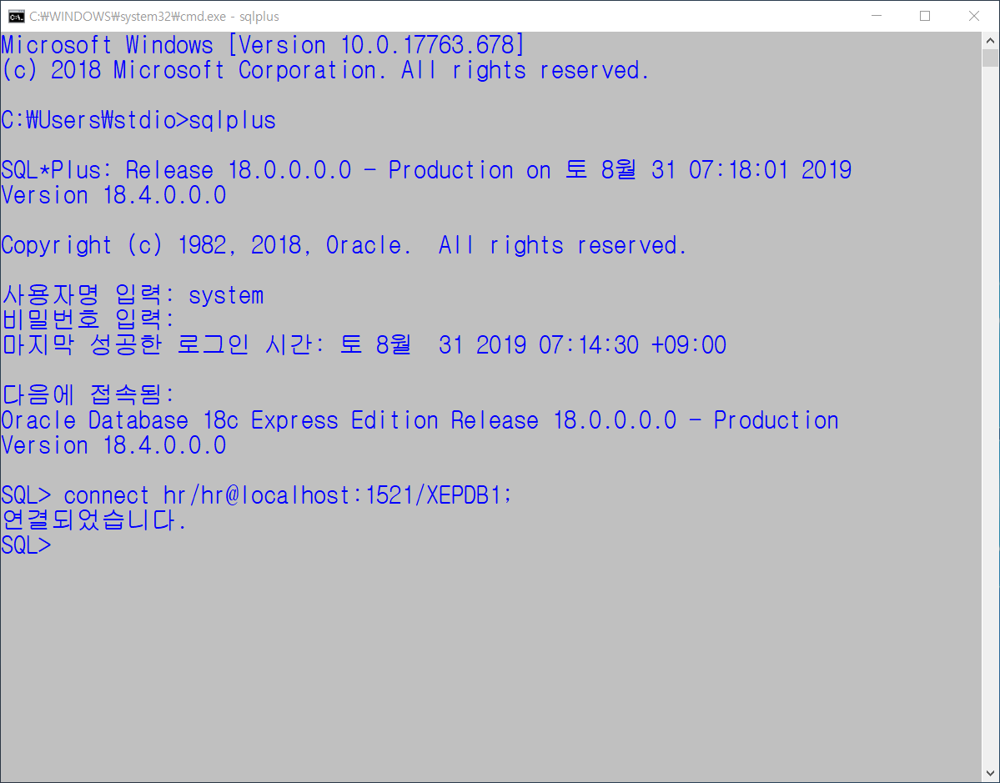 C:₩WINDOWS₩system32₩cmd.exe - sqlplus
Microsoft Windows [Version 10.0.17763.678]
(c) 2018 Microsoft Corporation. All rights reserved.
C:₩Users₩stdio>sqlplus
SQL*Plus: Release 18.0.0.0.0 - Production on 토 8월 31 07:18:01 2019
Version 18.4.0.0.0
Copyright (c) 1982, 2018, Oracle.  All rights reserved.
사용자명 입력: system
비밀번호 입력:
마지막 성공한 로그인 시간: 토 8월  31 2019 07:14:30 +09:00
다음에 접속됨:
Oracle Database 18c Express Edition Release 18.0.0.0.0 - Production
Version 18.4.0.0.0
SQL> connect hr/hr@localhost:1521/XEPDB1;
연결되었습니다.
SQL>